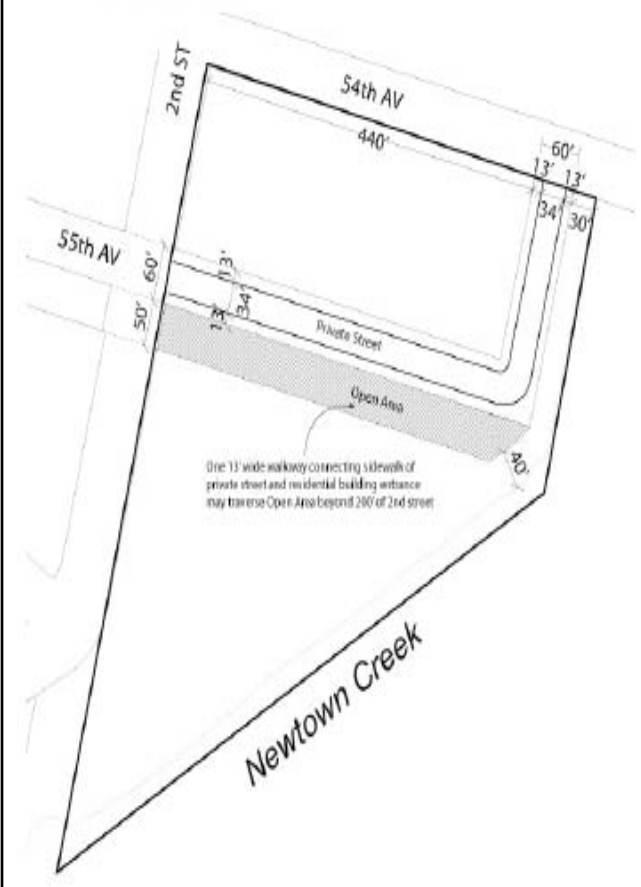 2nd ST
54th AV
440'
60'
13' 13'
34' 30'
55th AV
60'
13'
34'
13'
50'
Private Street
Open Area
40'
One 13' wide walkway connecting sidewalk of
private street and residential building entrance
may traverse Open Area beyond 200' of 2nd street
Newtown Creek